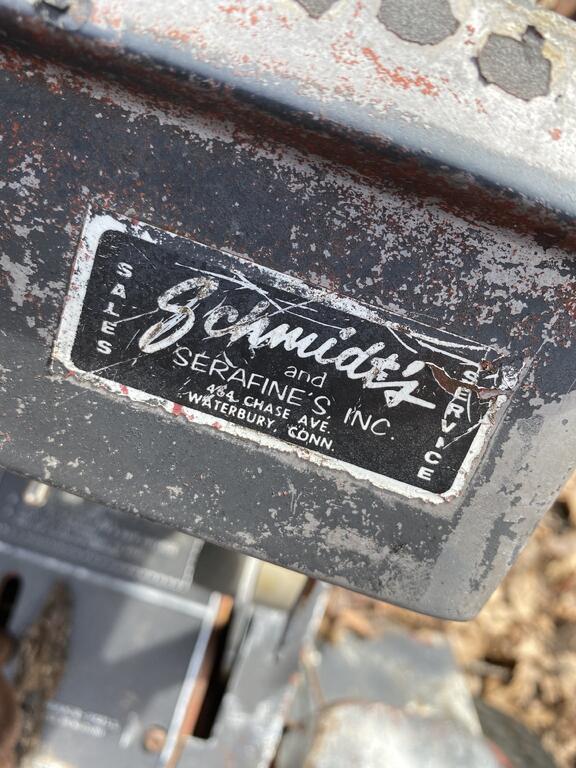 SALES
Schmidt's
and
SERAFINE'S, INC.
464 CHASE AVE.
WATERBURY, CONN.
SERVICE